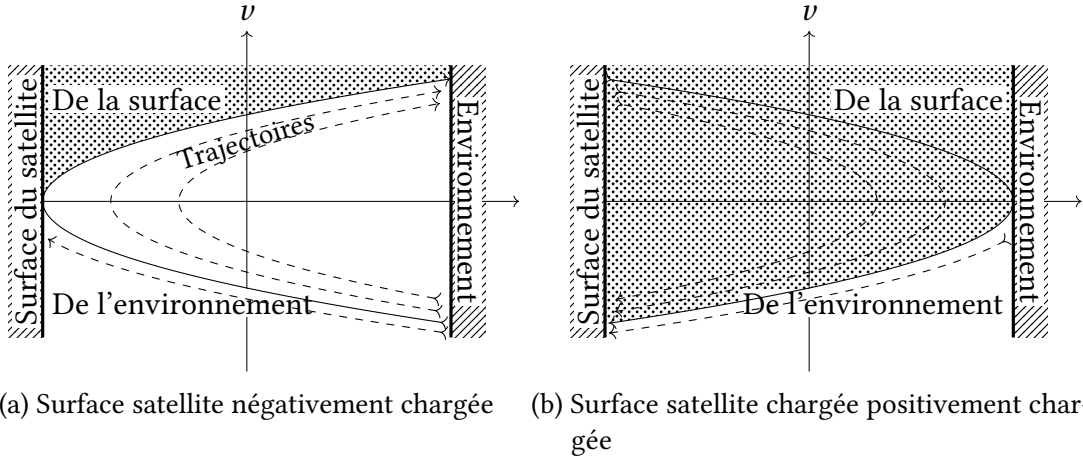 v
v
Surface du satellite
De la surface
Trajectoires
De l'environnement
Environnement
Surface du satellite
De la surface
De l'environnement
Environnement
(a) Surface satellite négativement chargée
(b) Surface satellite chargée positivement char-
gée